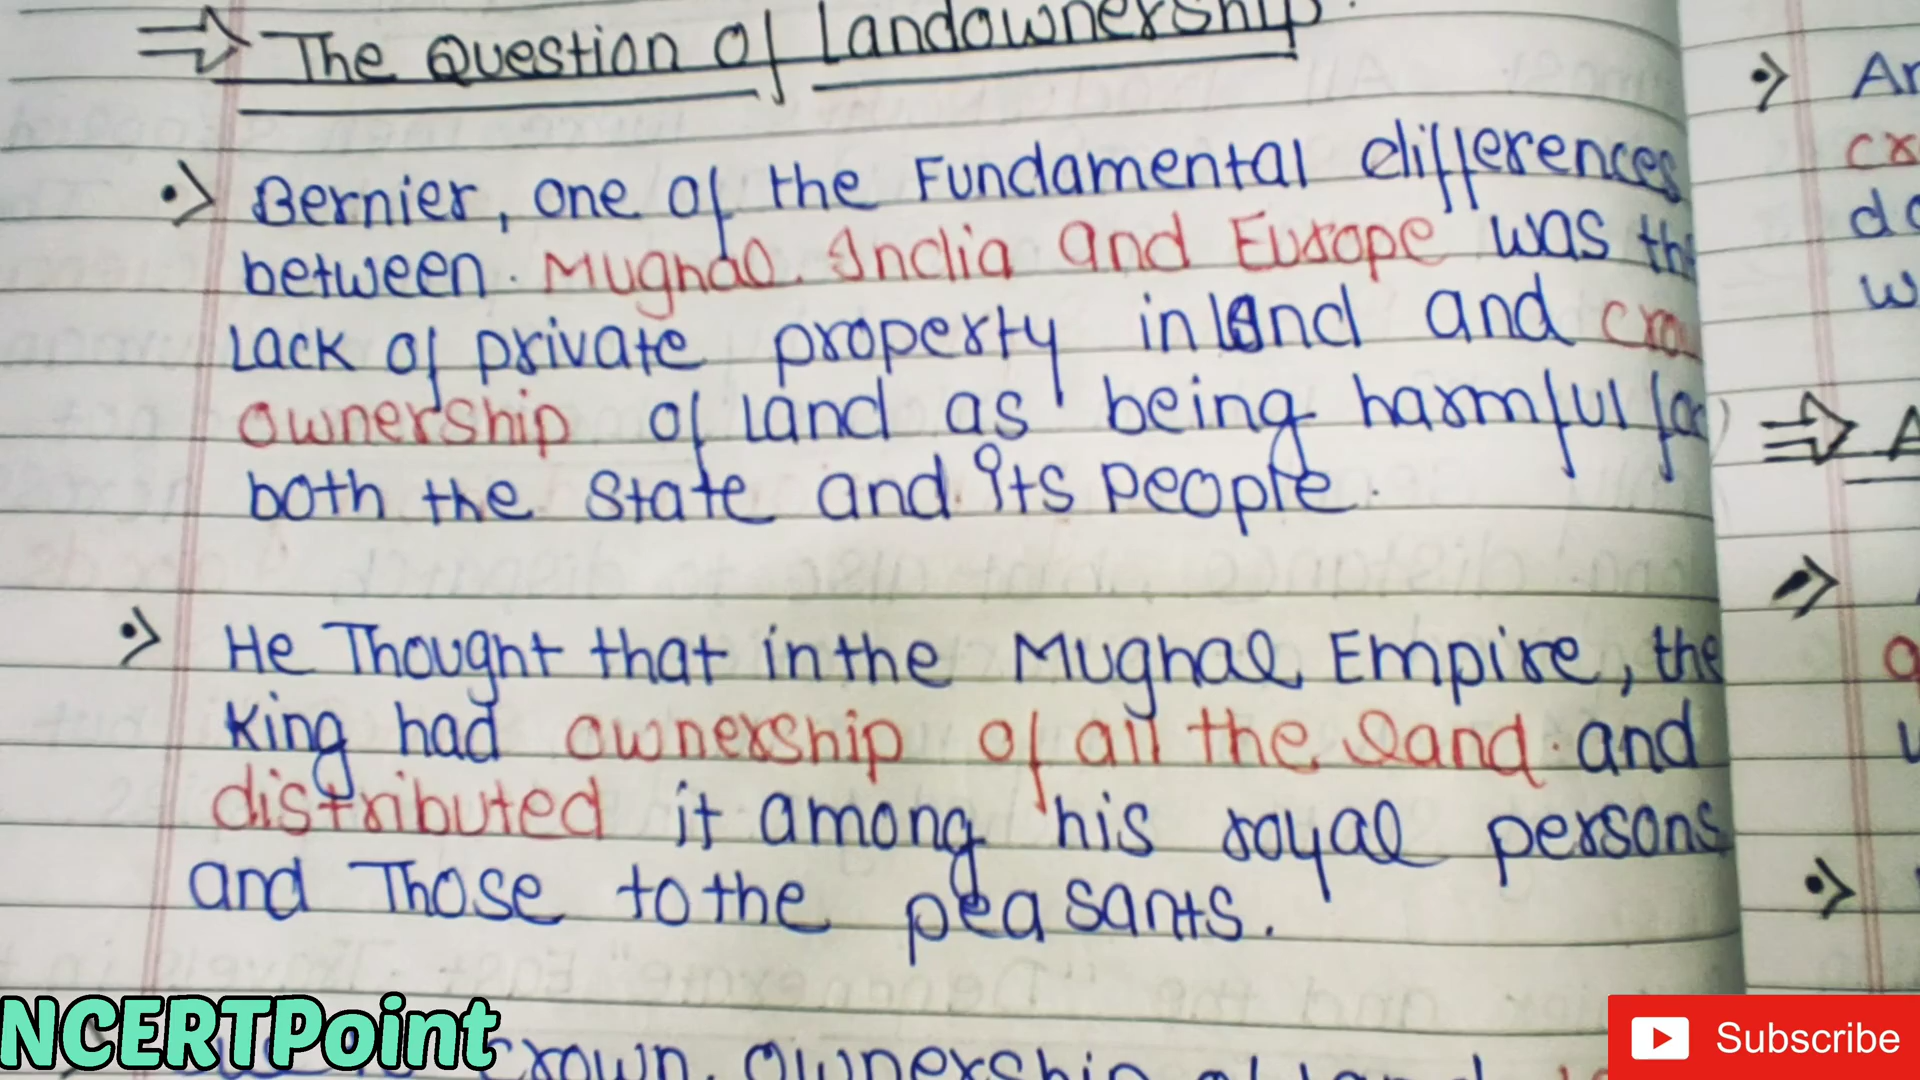 ⇒ The Question of Landownership.
•> Bernier, one of the Fundamental differences
between. Mughal. India and Europe was the
Lack of private property in land and
ownership of land as being harmful for
both the State and its people.
•> He Thought that in the Mughal Empire, the
King had ownership of all the land. and
distributed it among his royal persons
and Those to the peasants.
crown. ownership of land
NCERTPoint
Subscribe